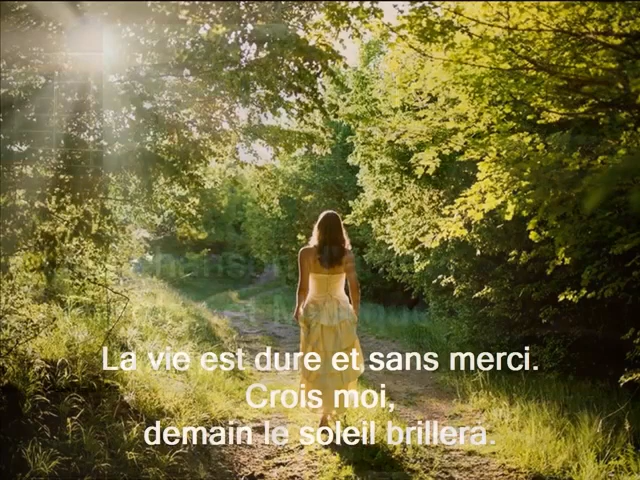 La vie est dure et sans merci.
Crois moi,
demain le soleil brillera.